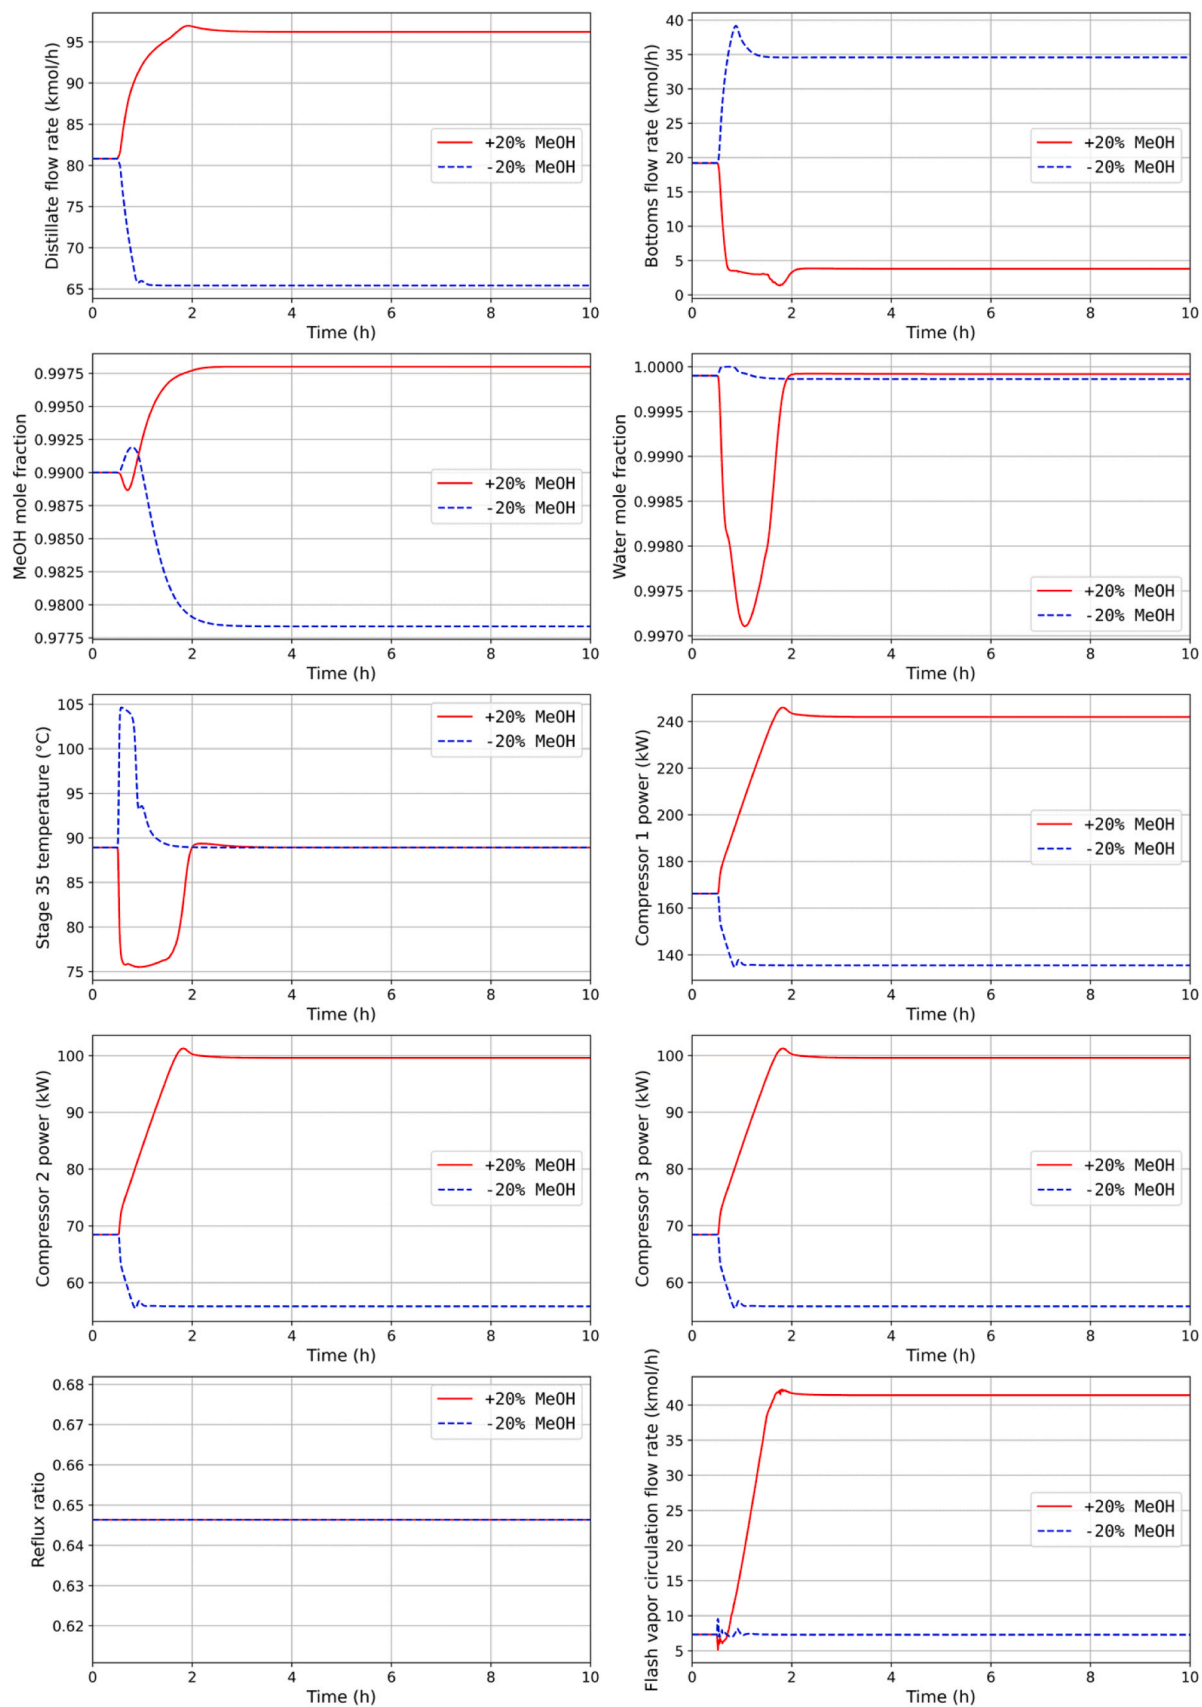 Distillate flow rate (kmol/h)
95
90
85
80
75
70
65
0 2 4 6 8 10
Time (h)
+20% MeOH
-20% MeOH
Bottoms flow rate (kmol/h)
40
35
30
25
20
15
10
5
0
0 2 4 6 8 10
Time (h)
+20% MeOH
-20% MeOH
MeOH mole fraction
0.9975
0.9950
0.9925
0.9900
0.9875
0.9850
0.9825
0.9800
0.9775
0 2 4 6 8 10
Time (h)
+20% MeOH
-20% MeOH
Water mole fraction
1.0000
0.9995
0.9990
0.9985
0.9980
0.9975
0.9970
0 2 4 6 8 10
Time (h)
+20% MeOH
-20% MeOH
Stage 35 temperature (°C)
105
100
95
90
85
80
75
0 2 4 6 8 10
Time (h)
+20% MeOH
-20% MeOH
Compressor 1 power (kW)
240
220
200
180
160
140
0 2 4 6 8 10
Time (h)
+20% MeOH
-20% MeOH
Compressor 2 power (kW)
100
90
80
70
60
0 2 4 6 8 10
Time (h)
+20% MeOH
-20% MeOH
Compressor 3 power (kW)
100
90
80
70
60
0 2 4 6 8 10
Time (h)
+20% MeOH
-20% MeOH
Reflux ratio
0.68
0.67
0.66
0.65
0.64
0.63
0.62
0 2 4 6 8 10
Time (h)
+20% MeOH
-20% MeOH
Flash vapor circulation flow rate (kmol/h)
40
35
30
25
20
15
10
5
0 2 4 6 8 10
Time (h)
+20% MeOH
-20% MeOH